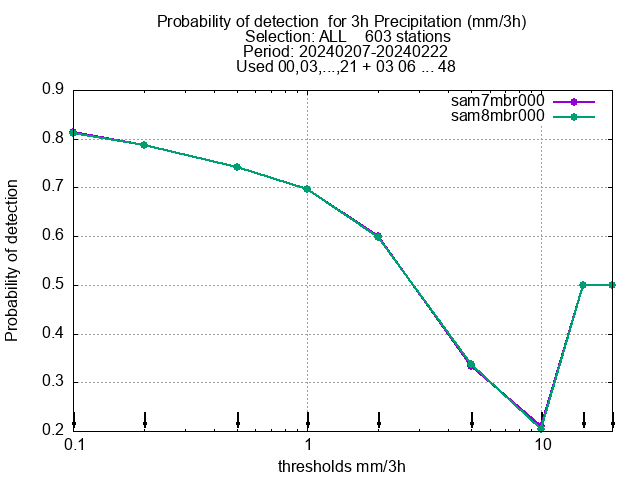 Probability of detection  for 3h Precipitation (mm/3h)
Selection: ALL    603 stations
Period: 20240207-20240222
Used 00,03,...,21 + 03 06 ... 48
sam7mbr000
sam8mbr000
0.9
0.8
0.7
0.6
0.5
0.4
0.3
0.2
Probability of detection
0.1 1 10
thresholds mm/3h